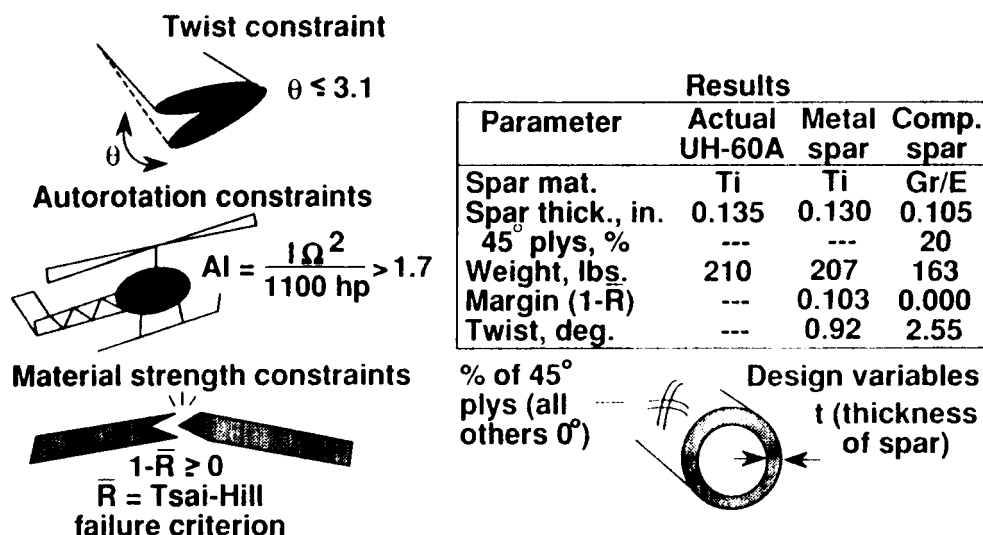 Twist constraint
θ ≤ 3.1
θ
Autorotation constraints
AI = IΩ² / 1100 hp > 1.7
Material strength constraints
1-R̅ ≥ 0
R̅ = Tsai-Hill
failure criterion
Results
Parameter Actual UH-60A Metal spar Comp. spar
Spar mat. Ti Ti Gr/E
Spar thick., in. 0.135 0.130 0.105
45° plys, % --- --- 20
Weight, lbs. 210 207 163
Margin (1-R̅) --- 0.103 0.000
Twist, deg. --- 0.92 2.55
% of 45°
plys (all
others 0°)
Design variables
t (thickness
of spar)